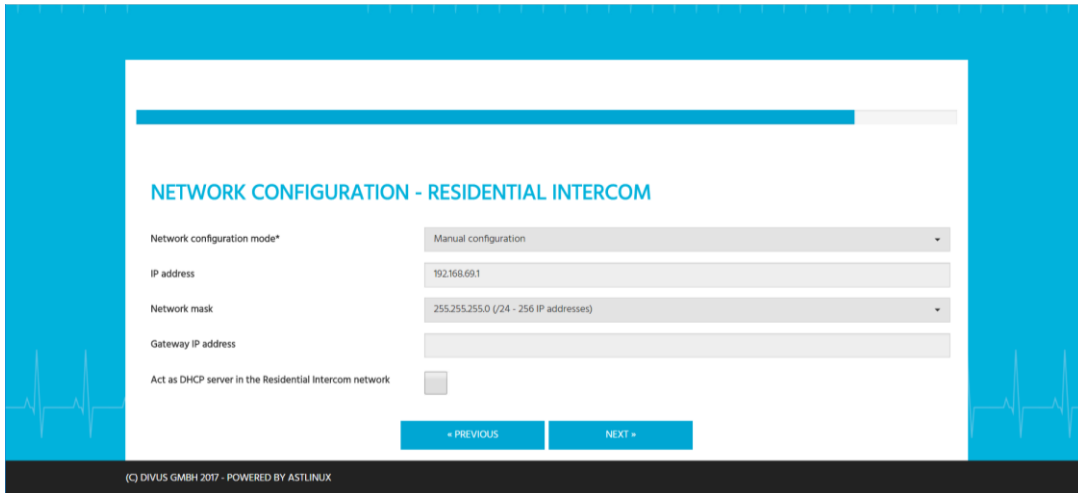 NETWORK CONFIGURATION - RESIDENTIAL INTERCOM
Network configuration mode*
Manual configuration
IP address
192.168.69.1
Network mask
255.255.255.0 (/24 - 256 IP addresses)
Gateway IP address
Act as DHCP server in the Residential Intercom network
« PREVIOUS
NEXT »
(C) DIVUS GMBH 2017 - POWERED BY ASTLINUX